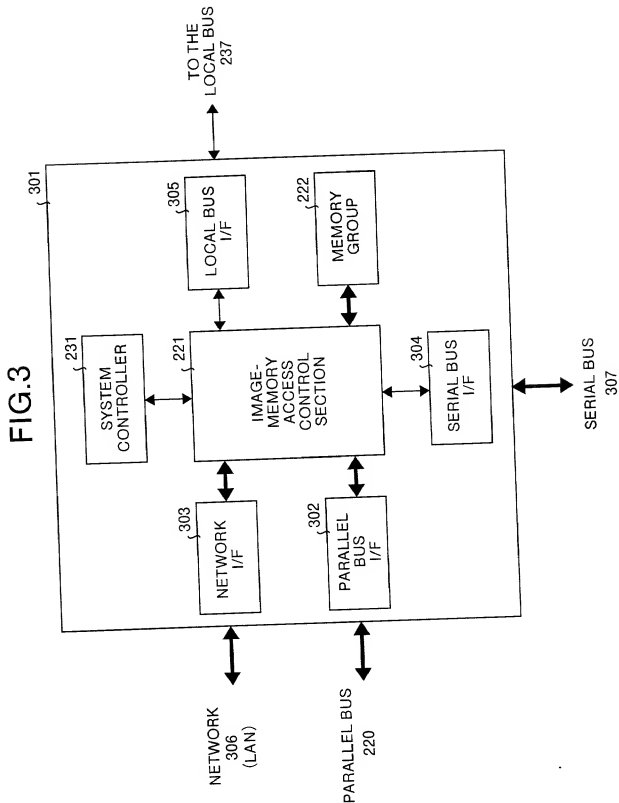 FIG.3
301
TO THE
LOCAL BUS
237
231
SYSTEM
CONTROLLER
305
LOCAL BUS
I/F
303
NETWORK
I/F
221
IMAGE-
MEMORY
ACCESS
CONTROL
SECTION
222
MEMORY
GROUP
302
PARALLEL
BUS
I/F
304
SERIAL BUS
I/F
NETWORK
306
(LAN)
PARALLEL BUS
220
SERIAL BUS
307